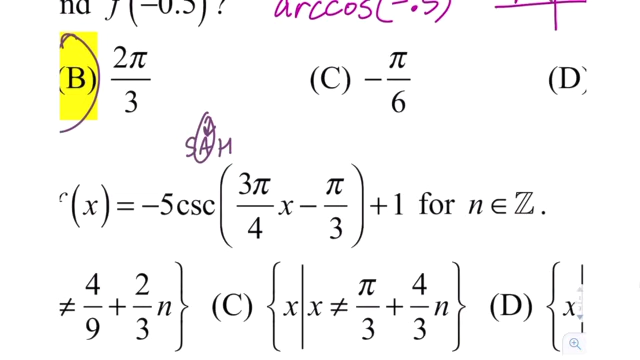 nd f(−0.5)? arccos(-.5)
(B) 2π/3 (C) −π/6 (D)
SAH
f(x) = −5csc(3π/4 x − π/3) + 1 for n ∈ ℤ.
≠ 4/9 + 2/3 n} (C) {x | x ≠ π/3 + 4/3 n} (D) {x |